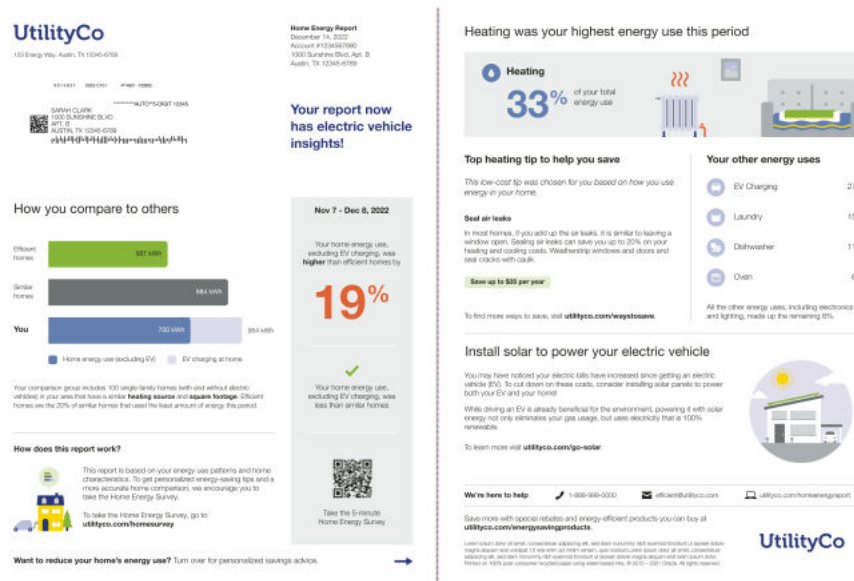 UtilityCo
123 Energy Way, Austin, TX 12345-6789
Home Energy Report
December 14, 2022
Account #1234567890
1000 Sunshine Blvd, Apt. B
Austin, TX 12345-6789
SARAH CLARK
1000 SUNSHINE BLVD
APT. B
AUSTIN, TX 12345-6789
Your report now
has electric vehicle
insights!
How you compare to others
Efficient
homes
Similar
homes
884 kWh
You
700 kWh
954 kWh
Home energy use (excluding EV)
EV charging at home
Your comparison group includes 100 single-family homes (with and without electric
vehicles) in your area that have a similar heating source and square footage. Efficient
homes are the 20% of similar homes that used the least amount of energy this period.
Nov 7 - Dec 8, 2022
Your home energy use,
excluding EV charging, was
higher than efficient homes by
19%
Your home energy use,
excluding EV charging, was
less than similar homes
Take the 5-minute
Home Energy Survey
How does this report work?
This report is based on your energy use patterns and home
characteristics. To get personalized energy-saving tips and a
more accurate home comparison, we encourage you to
take the Home Energy Survey.
To take the Home Energy Survey, go to
utilityco.com/homesurvey.
Want to reduce your home's energy use? Turn over for personalized savings advice.
Heating was your highest energy use this period
Heating
33% of your total
energy use
Top heating tip to help you save
This low-cost tip was chosen for you based on how you use
energy in your home.
Seal air leaks
In most homes, if you add up the air leaks, it is similar to leaving a
window open. Sealing air leaks can save you up to 20% on your
heating and cooling costs. Weatherstrip windows and doors and
seal cracks with caulk.
Save up to $35 per year
To find more ways to save, visit utilityco.com/waystosave.
Your other energy uses
EV Charging
Laundry
Dishwasher
Oven
All the other energy uses, including electronics
and lighting, made up the remaining 8%.
Install solar to power your electric vehicle
You may have noticed your electric bills have increased since getting an electric
vehicle (EV). To cut down on these costs, consider installing solar panels to power
both your EV and your home!
While driving an EV is already beneficial for the environment, powering it with solar
energy not only eliminates your gas usage, but uses electricity that is 100%
renewable.
To learn more visit utilityco.com/go-solar.
We're here to help
1-888-999-0000
efficient@utilityco.com
utilityco.com/homeenergyreport
Save more with special rebates and energy-efficient products you can buy at
utilityco.com/energysavingproducts.
UtilityCo